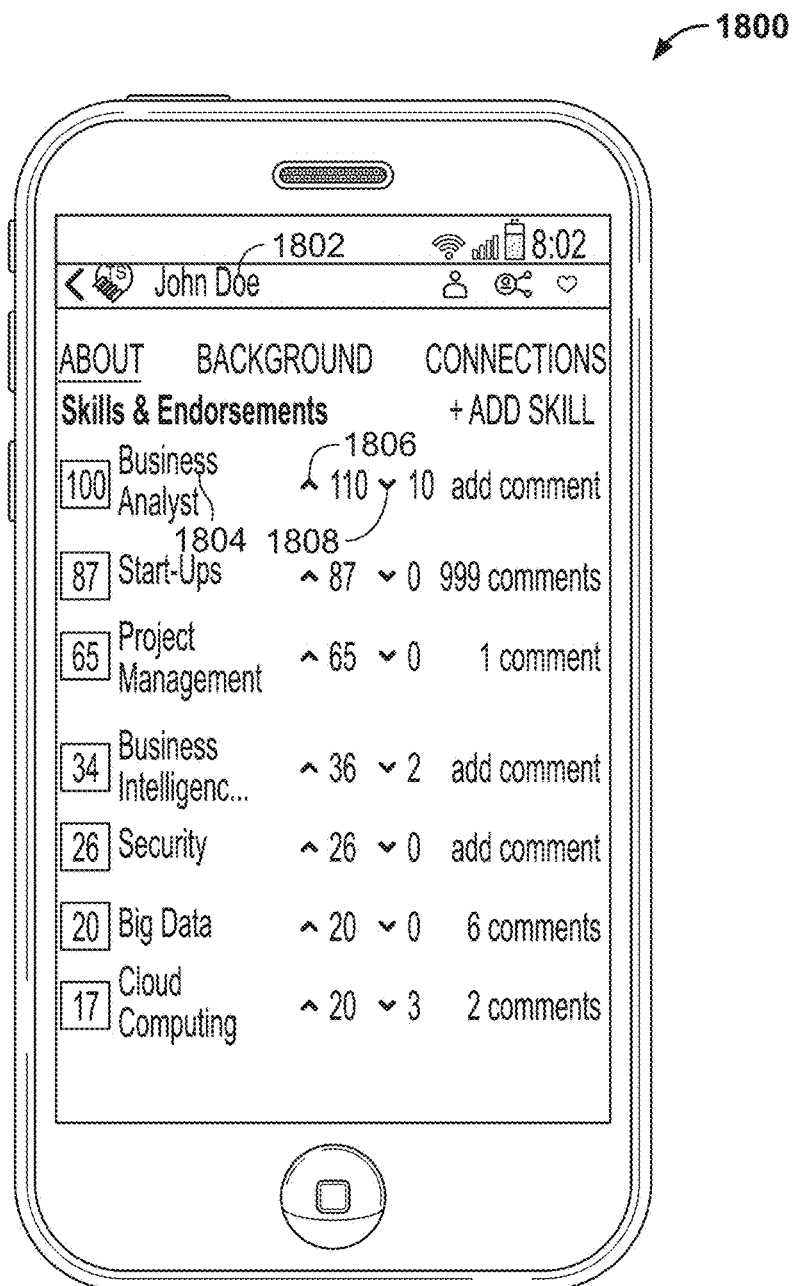 1800
1802
8:02
TS
John Doe
ABOUT BACKGROUND CONNECTIONS
Skills & Endorsements + ADD SKILL
1806
100 Business Analyst 110 10 add comment
1804 1808
87 Start-Ups 87 0 999 comments
65 Project Management 65 0 1 comment
34 Business Intelligenc... 36 2 add comment
26 Security 26 0 add comment
20 Big Data 20 0 6 comments
17 Cloud Computing 20 3 2 comments